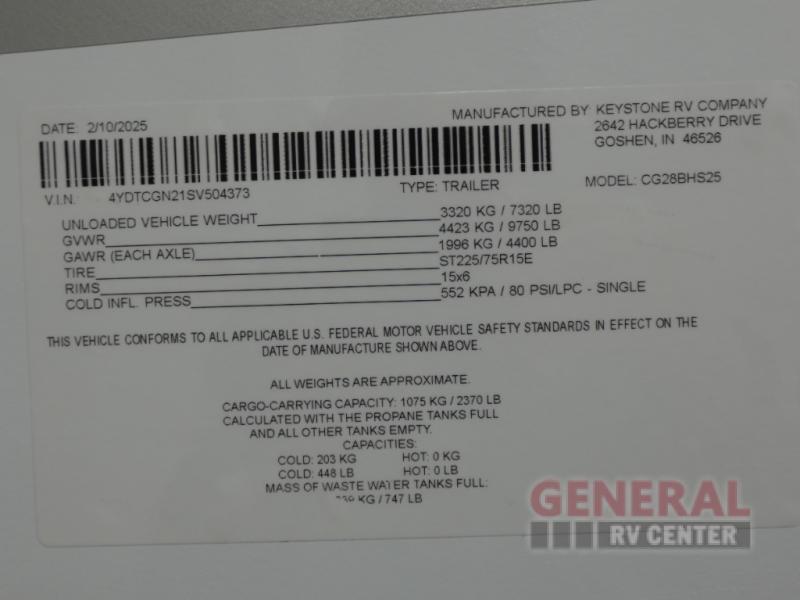 DATE: 2/10/2025
MANUFACTURED BY KEYSTONE RV COMPANY
2642 HACKBERRY DRIVE
GOSHEN, IN 46526
V.I.N.: 4YDTCGN21SV504373
TYPE: TRAILER
MODEL: CG28BHS25
UNLOADED VEHICLE WEIGHT 3320 KG / 7320 LB
GVWR 4423 KG / 9750 LB
GAWR (EACH AXLE) 1996 KG / 4400 LB
TIRE ST225/75R15E
RIMS 15x6
COLD INFL. PRESS 552 KPA / 80 PSI/LPC - SINGLE
THIS VEHICLE CONFORMS TO ALL APPLICABLE U.S. FEDERAL MOTOR VEHICLE SAFETY STANDARDS IN EFFECT ON THE
DATE OF MANUFACTURE SHOWN ABOVE.
ALL WEIGHTS ARE APPROXIMATE.
CARGO-CARRYING CAPACITY: 1075 KG / 2370 LB
CALCULATED WITH THE PROPANE TANKS FULL
AND ALL OTHER TANKS EMPTY.
CAPACITIES:
COLD: 203 KG HOT: 0 KG
COLD: 448 LB HOT: 0 LB
MASS OF WASTE WATER TANKS FULL:
KG / 747 LB
GENERAL
RV CENTER